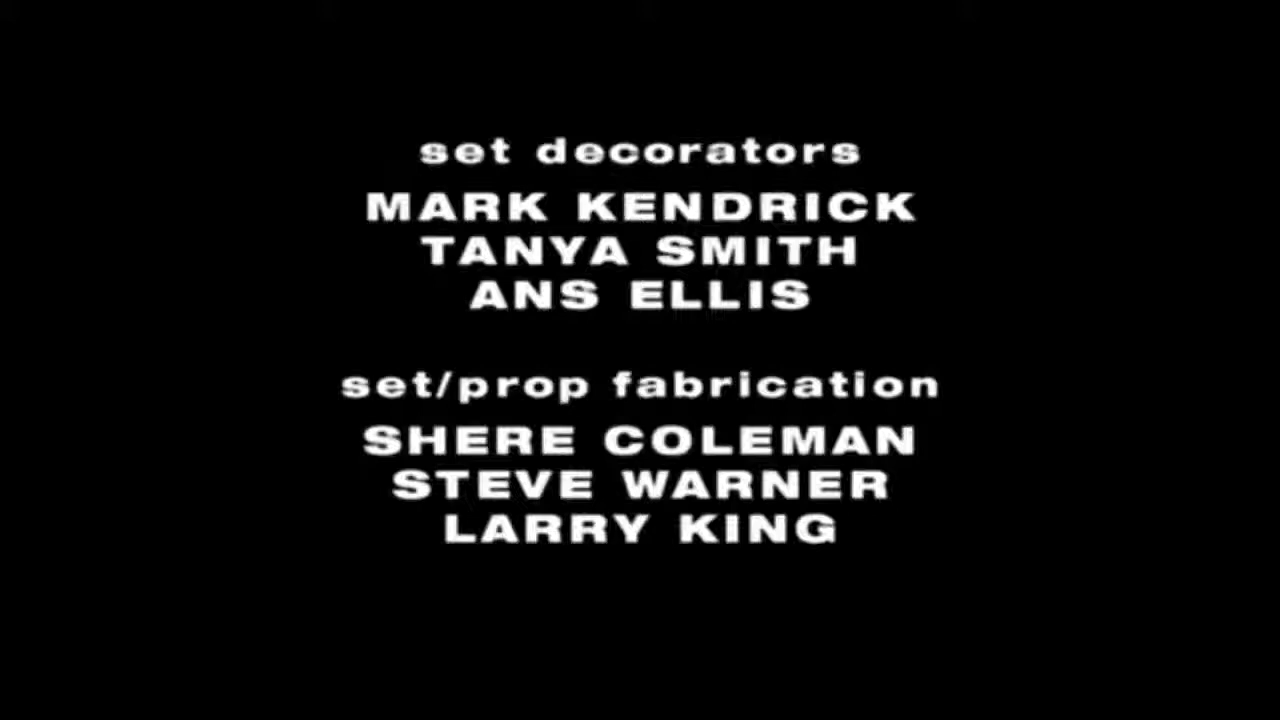 set decorators
MARK KENDRICK
TANYA SMITH
ANS ELLIS
set/prop fabrication
SHERE COLEMAN
STEVE WARNER
LARRY KING